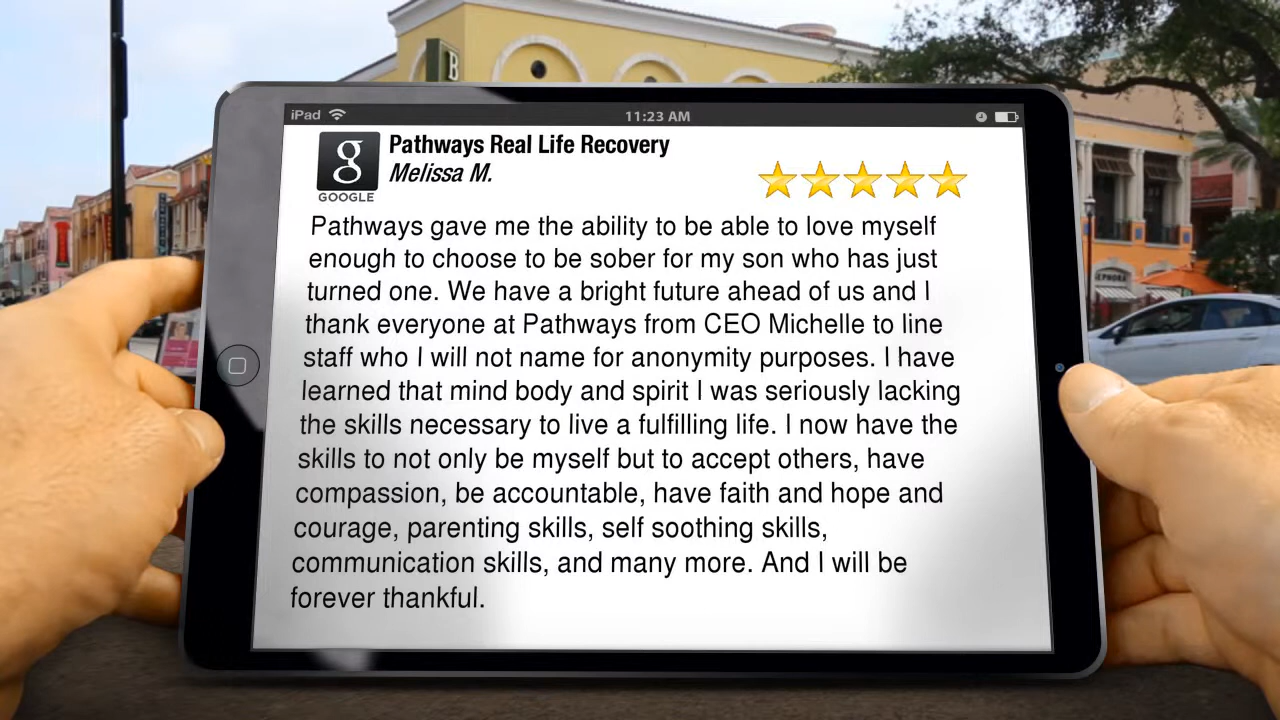 B
iPad
11:23 AM
g
GOOGLE
Pathways Real Life Recovery
Melissa M.
Pathways gave me the ability to be able to love myself
enough to choose to be sober for my son who has just
turned one. We have a bright future ahead of us and I
thank everyone at Pathways from CEO Michelle to line
staff who I will not name for anonymity purposes. I have
learned that mind body and spirit I was seriously lacking
the skills necessary to live a fulfilling life. I now have the
skills to not only be myself but to accept others, have
compassion, be accountable, have faith and hope and
courage, parenting skills, self soothing skills,
communication skills, and many more. And I will be
forever thankful.
SEPHORA